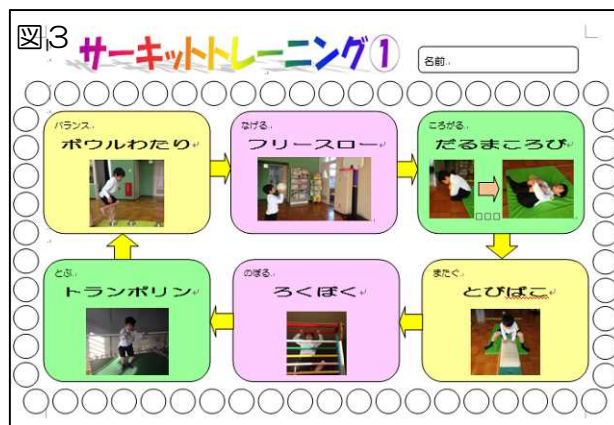 図3
サーキットトレーニング①
名前
バランス
ボウルわたり
なげる
フリースロー
ころがる
だるまころび
とぶ
トランポリン
のぼる
ろくぼく
またぐ
とびばこ